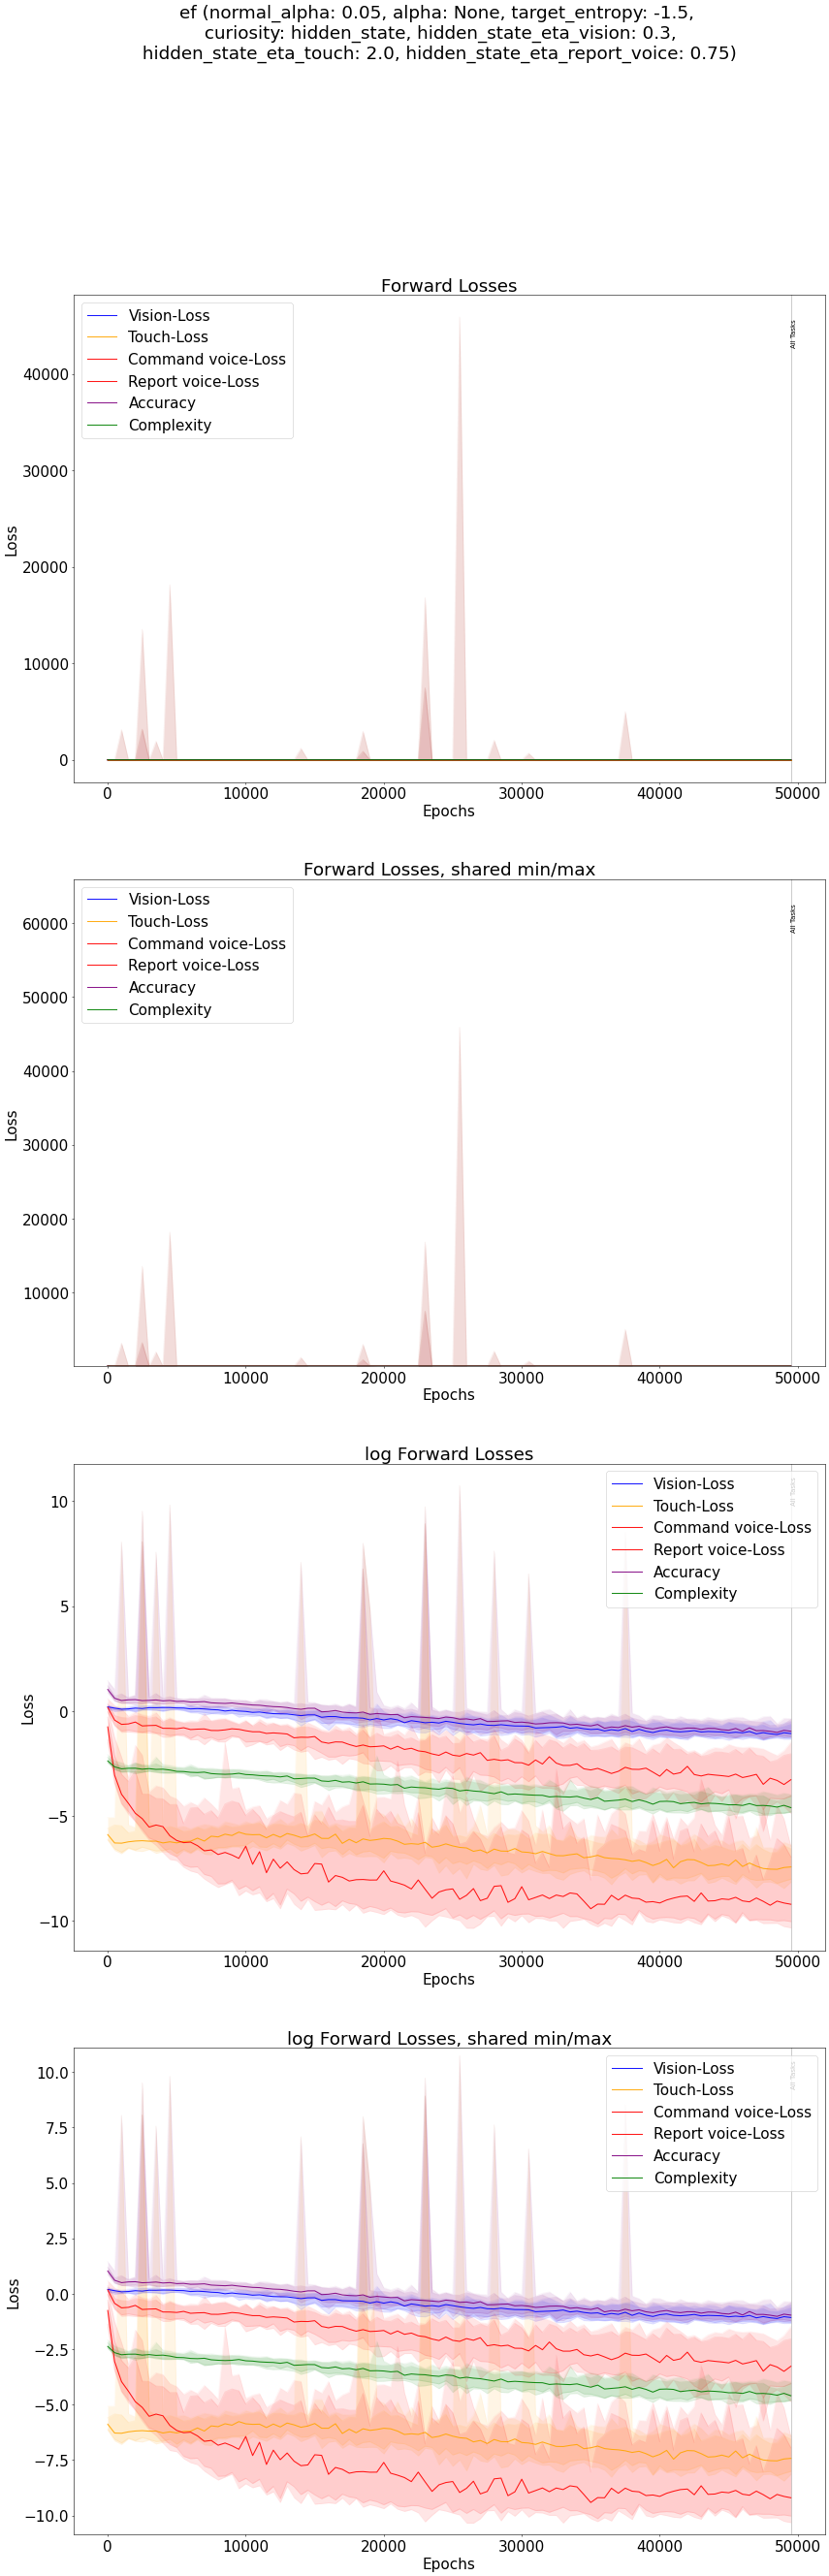 ef (normal_alpha: 0.05, alpha: None, target_entropy: -1.5,
curiosity: hidden_state, hidden_state_eta_vision: 0.3,
hidden_state_eta_touch: 2.0, hidden_state_eta_report_voice: 0.75)
Forward Losses
Vision-Loss
Touch-Loss
Command voice-Loss
Report voice-Loss
Accuracy
Complexity
All Tasks
40000
30000
20000
10000
0
Loss
0 10000 20000 30000 40000 50000
Epochs
Forward Losses, shared min/max
Vision-Loss
Touch-Loss
Command voice-Loss
Report voice-Loss
Accuracy
Complexity
All Tasks
60000
50000
40000
30000
20000
10000
Loss
0 10000 20000 30000 40000 50000
Epochs
log Forward Losses
Vision-Loss
Touch-Loss
Command voice-Loss
Report voice-Loss
Accuracy
Complexity
All Tasks
10
5
0
−5
−10
Loss
0 10000 20000 30000 40000 50000
Epochs
log Forward Losses, shared min/max
Vision-Loss
Touch-Loss
Command voice-Loss
Report voice-Loss
Accuracy
Complexity
All Tasks
10.0
7.5
5.0
2.5
0.0
−2.5
−5.0
−7.5
−10.0
Loss
0 10000 20000 30000 40000 50000
Epochs